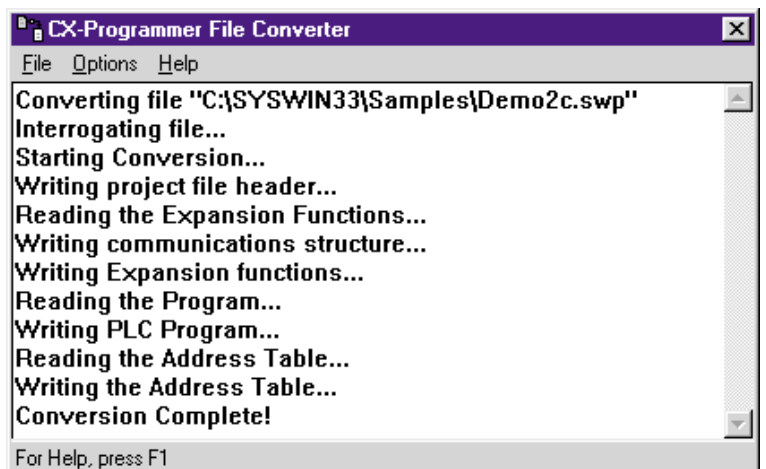 CX-Programmer File Converter
File Options Help
Converting file "C:\SYSWIN33\Samples\Demo2c.swp"
Interrogating file...
Starting Conversion...
Writing project file header...
Reading the Expansion Functions...
Writing communications structure...
Writing Expansion functions...
Reading the Program...
Writing PLC Program...
Reading the Address Table...
Writing the Address Table...
Conversion Complete!
For Help, press F1